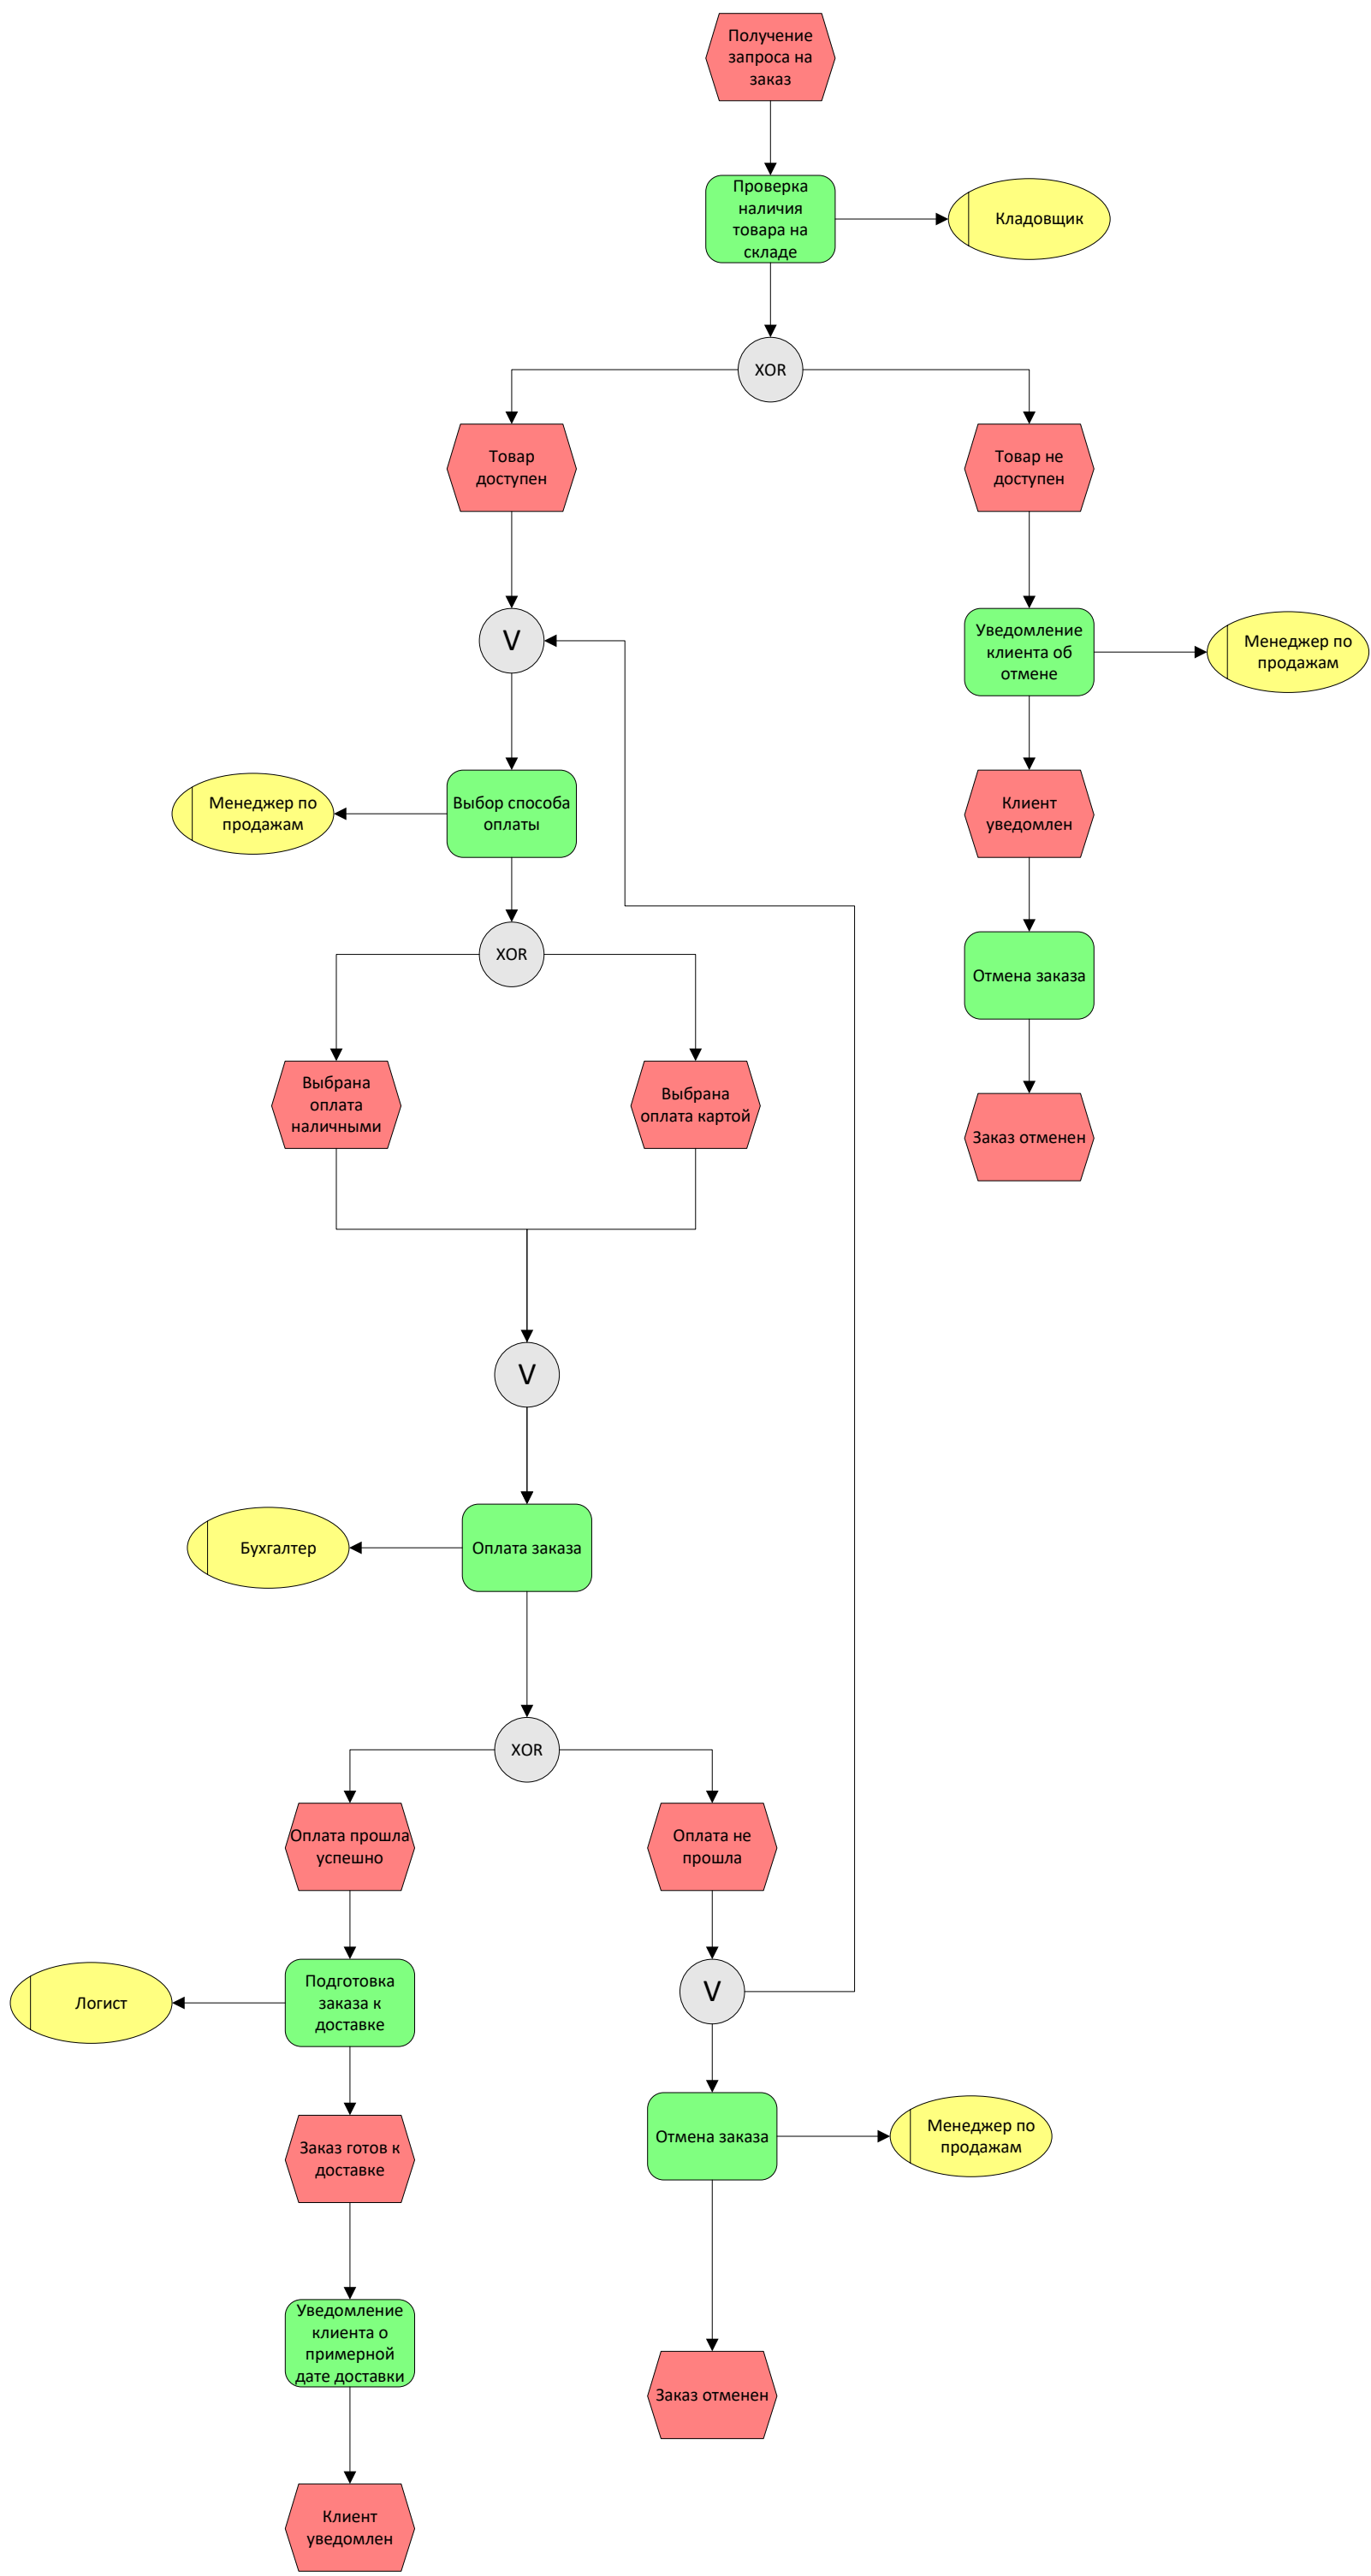 Получение
запроса на
заказ
Проверка
наличия
товара на
складе
Кладовщик
XOR
Товар
доступен
Товар не
доступен
V
Уведомление
клиента об
отмене
Менеджер по
продажам
Менеджер по
продажам
Выбор способа
оплаты
Клиент
уведомлен
XOR
Отмена заказа
Выбрана
оплата
наличными
Выбрана
оплата картой
Заказ отменен
V
Бухгалтер
Оплата заказа
XOR
Оплата прошла
успешно
Оплата не
прошла
Логист
Подготовка
заказа к
доставке
V
Заказ готов к
доставке
Отмена заказа
Менеджер по
продажам
Уведомление
клиента о
примерной
дате доставки
Заказ отменен
Клиент
уведомлен